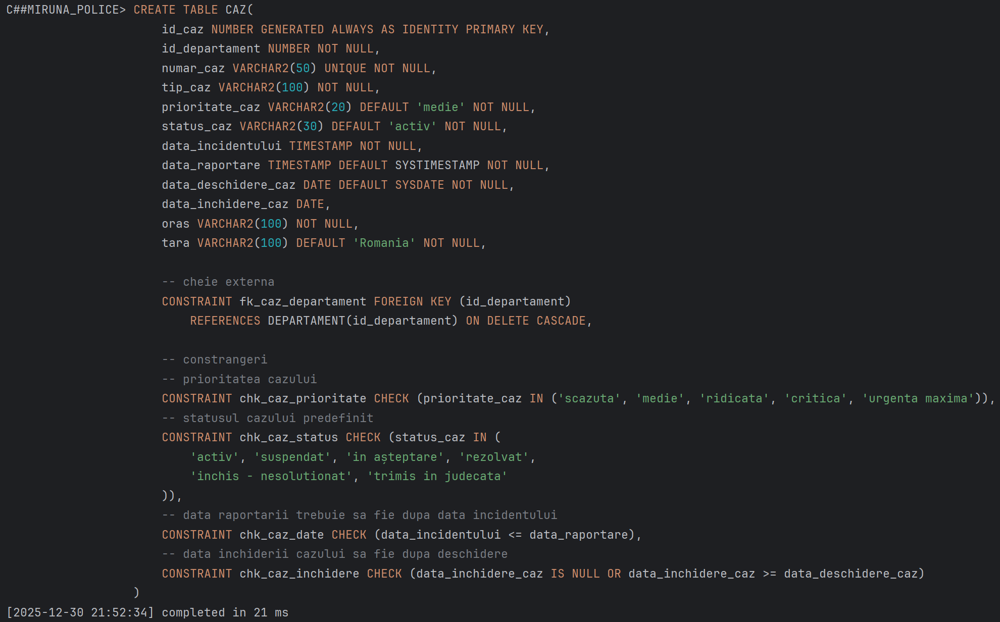 C##MIRUNA_POLICE> CREATE TABLE CAZ(
id_caz NUMBER GENERATED ALWAYS AS IDENTITY PRIMARY KEY,
id_departament NUMBER NOT NULL,
numar_caz VARCHAR2(50) UNIQUE NOT NULL,
tip_caz VARCHAR2(100) NOT NULL,
prioritate_caz VARCHAR2(20) DEFAULT 'medie' NOT NULL,
status_caz VARCHAR2(30) DEFAULT 'activ' NOT NULL,
data_incidentului TIMESTAMP NOT NULL,
data_raportare TIMESTAMP DEFAULT SYSTIMESTAMP NOT NULL,
data_deschidere_caz DATE DEFAULT SYSDATE NOT NULL,
data_inchidere_caz DATE,
oras VARCHAR2(100) NOT NULL,
tara VARCHAR2(100) DEFAULT 'Romania' NOT NULL,
-- cheie externa
CONSTRAINT fk_caz_departament FOREIGN KEY (id_departament)
REFERENCES DEPARTAMENT(id_departament) ON DELETE CASCADE,
-- constrangeri
-- prioritatea cazului
CONSTRAINT chk_caz_prioritate CHECK (prioritate_caz IN ('scazuta', 'medie', 'ridicata', 'critica', 'urgenta maxima')),
-- statusul cazului predefinit
CONSTRAINT chk_caz_status CHECK (status_caz IN (
'activ', 'suspendat', 'in așteptare', 'rezolvat',
'inchis - nesolutionat', 'trimis in judecata'
)),
-- data raportarii trebuie sa fie dupa data incidentului
CONSTRAINT chk_caz_date CHECK (data_incidentului <= data_raportare),
-- data inchiderii cazului sa fie dupa deschidere
CONSTRAINT chk_caz_inchidere CHECK (data_inchidere_caz IS NULL OR data_inchidere_caz >= data_deschidere_caz)
)
[2025-12-30 21:52:34] completed in 21 ms